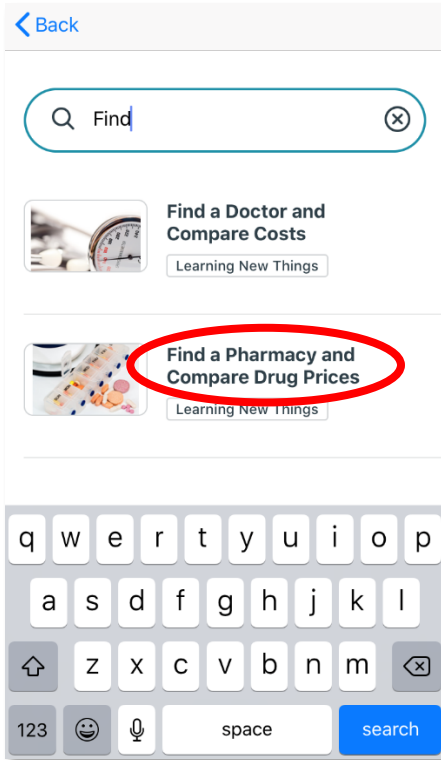 Back
Find
Find a Doctor and
Compare Costs
Learning New Things
Find a Pharmacy and
Compare Drug Prices
Learning New Things
q w e r t y u i o p
a s d f g h j k l
z x c v b n m
123 space search